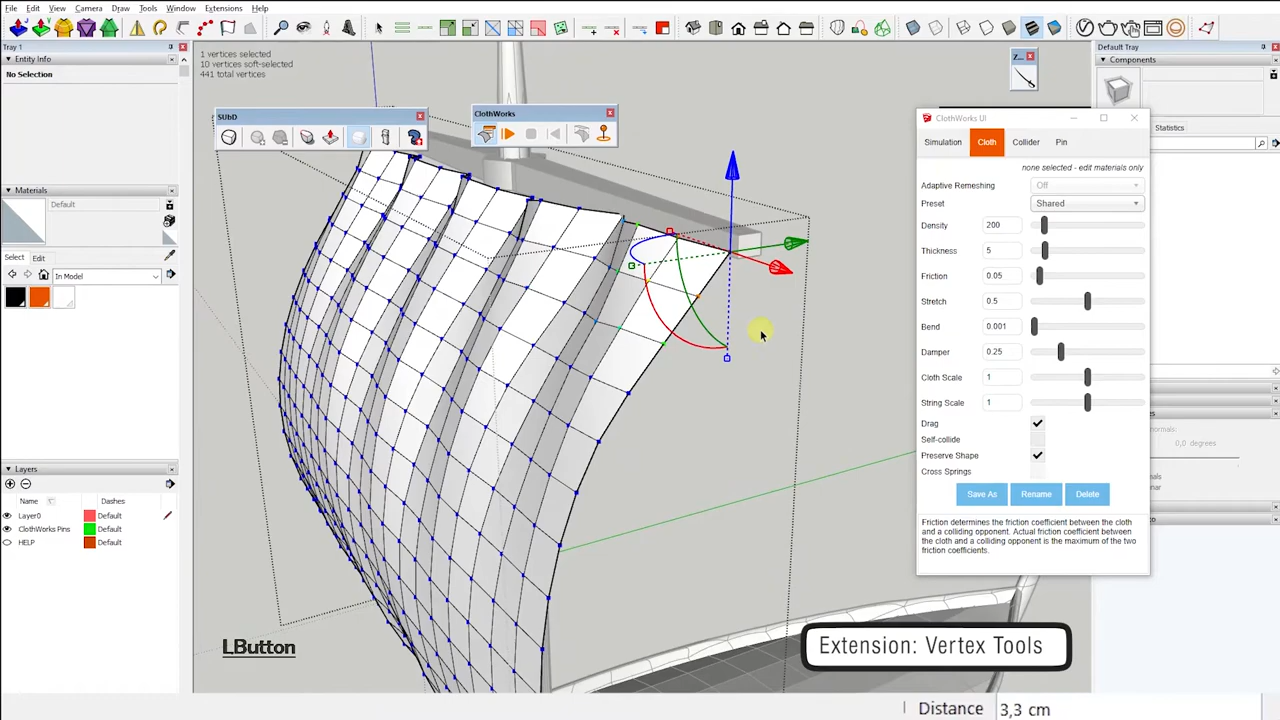 File Edit View Camera Draw Tools Window Extensions Help
Tray 1
Entity Info
No Selection
Materials
Default
Select Edit
In Model
Layers
Name Dashes
Layer0 Default
ClothWorks Pins Default
HELP Default
1 vertices selected
10 vertices soft-selected
441 total vertices
SUbD
ClothWorks
Z...
LButton
ClothWorks UI
Simulation Cloth Collider Pin
none selected - edit materials only
Adaptive Remeshing Off
Preset Shared
Density 200
Thickness 5
Friction 0.05
Stretch 0.5
Bend 0.001
Damper 0.25
Cloth Scale 1
String Scale 1
Drag
Self-collide
Preserve Shape
Cross Springs
Save As Rename Delete
Friction determines the friction coefficient between the cloth
and a colliding opponent. Actual friction coefficient between
the cloth and a colliding opponent is the maximum of the two
friction coefficients.
Default Tray
Components
Statistics
normals:
0,0 degrees
Extension: Vertex Tools
Distance 3,3 cm